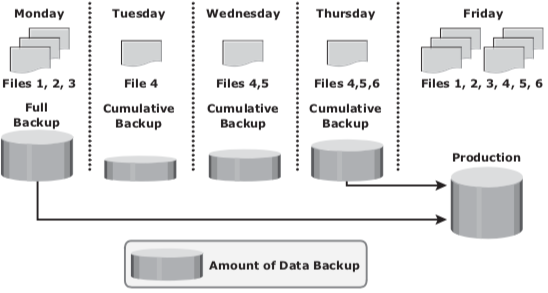 Monday
Tuesday
Wednesday
Thursday
Friday
Files 1, 2, 3
File 4
Files 4,5
Files 4,5,6
Files 1, 2, 3, 4, 5, 6
Full
Backup
Cumulative
Backup
Cumulative
Backup
Cumulative
Backup
Production
Amount of Data Backup